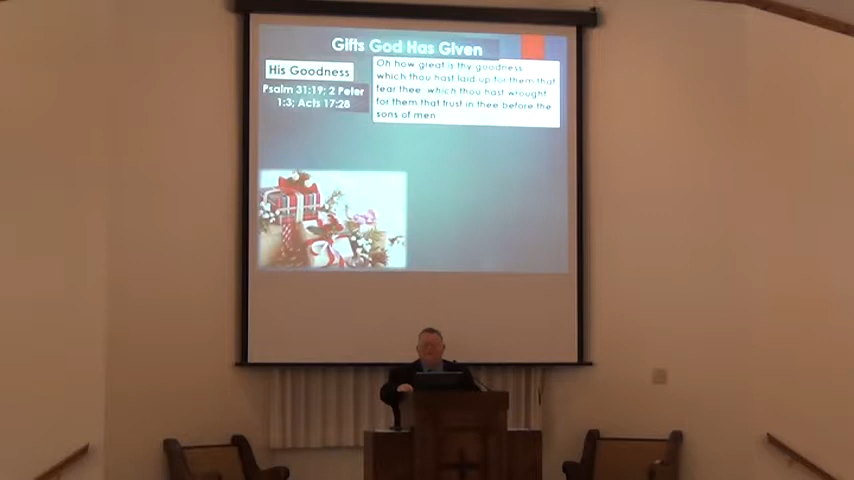 Gifts God Has Given
His Goodness
Psalm 31:19; 2 Peter
1:3; Acts 17:28
Oh how great is thy goodness
which thou hast laid up for them that
fear thee which thou hast wrought
for them that trust in thee before the
sons of men